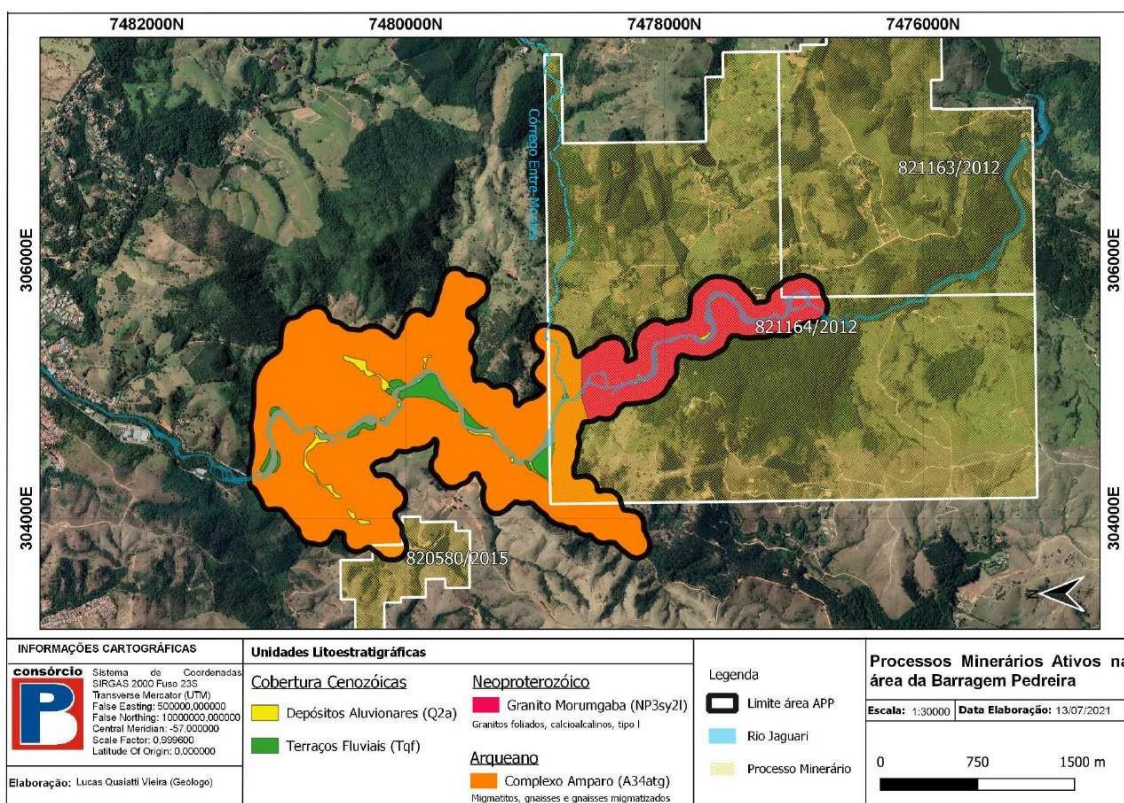 7482000N 7480000N 7478000N 7476000N
306000E
304000E
306000E
304000E
Córrego Entre-Montes
821163/2012
821164/2012
820580/2015
N
INFORMAÇÕES CARTOGRÁFICAS
consórcio
B
Sistema de Coordenadas
SIRGAS 2000 Fuso 23S
Transverse Mercator (UTM)
False Easting: 500000,000000
False Northing: 10000000,000000
Central Meridian: -57,000000
Scale Factor: 0,999600
Latitude Of Origin: 0,000000
Elaboração: Lucas Quaiatti Vieira (Geologo)
Unidades Litoestratigráficas
Cobertura Cenozóicas
Depósitos Aluvionares (Q2a)
Terraços Fluviais (Tqf)
Neoproterozóico
Granito Morumgaba (NP3sy2l)
Granitos foliados, calcioalcalinos, tipo I
Arqueano
Complexo Amparo (A34atg)
Migmatitos, gnaisses e gnaisses migmatizados
Legenda
Limite área APP
Rio Jaguari
Processo Minerário
Processos Minerários Ativos na
área da Barragem Pedreira
Escala: 1:30000 Data Elaboração: 13/07/2021
0 750 1500 m